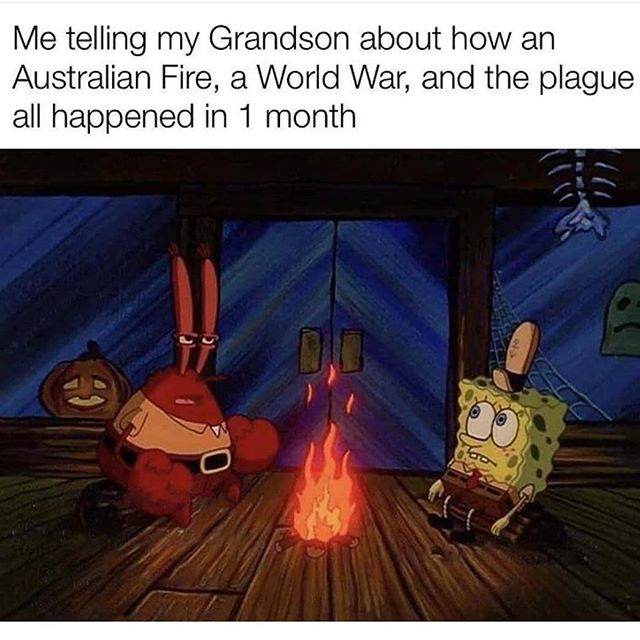 Me telling my Grandson about how an
Australian Fire, a World War, and the plague
all happened in 1 month